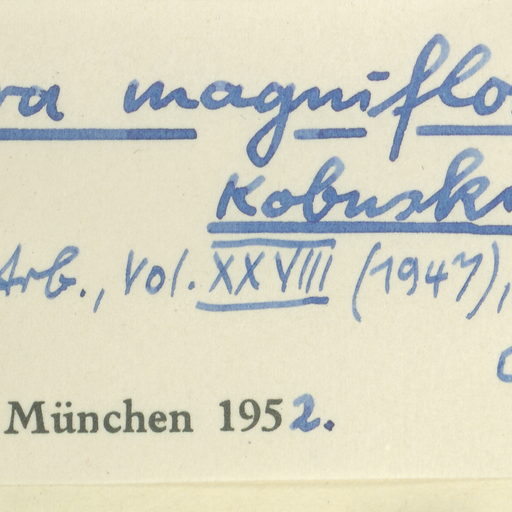 ra magniflo
Kobuski
Arb., Vol. XXVIII (1947),
München 1952.